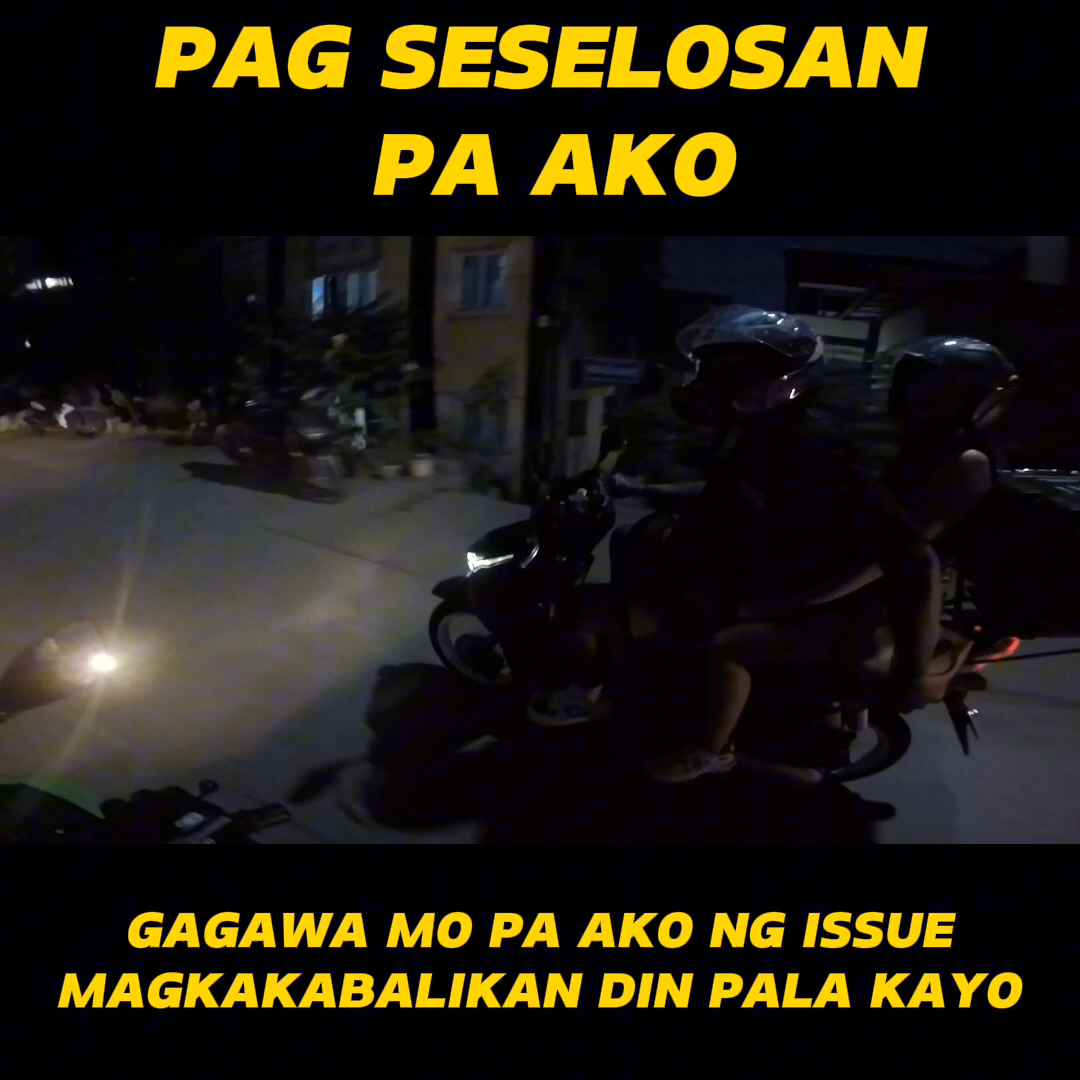 PAG SESELOSAN
PA AKO
GAGAWA MO PA AKO NG ISSUE
MAGKAKABALIKAN DIN PALA KAYO